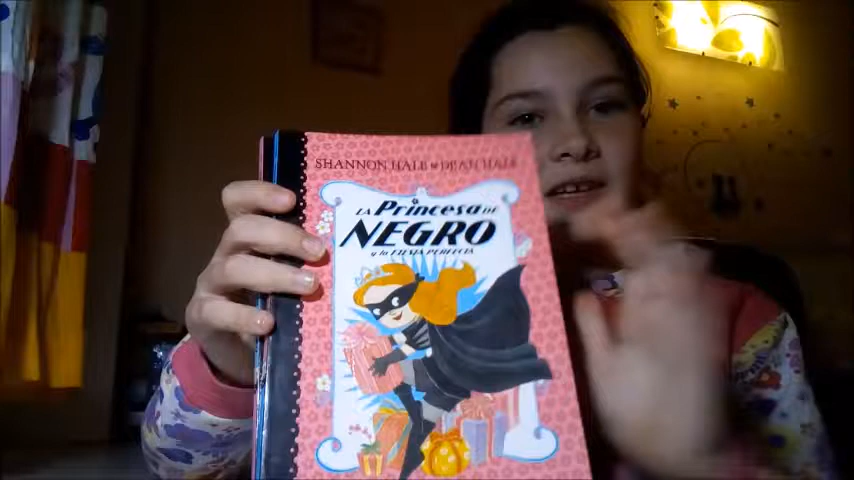 SHANNON HALE & DEAN HALE
LA PRINCESA DE
NEGRO
y la FIESTA PERFECTA